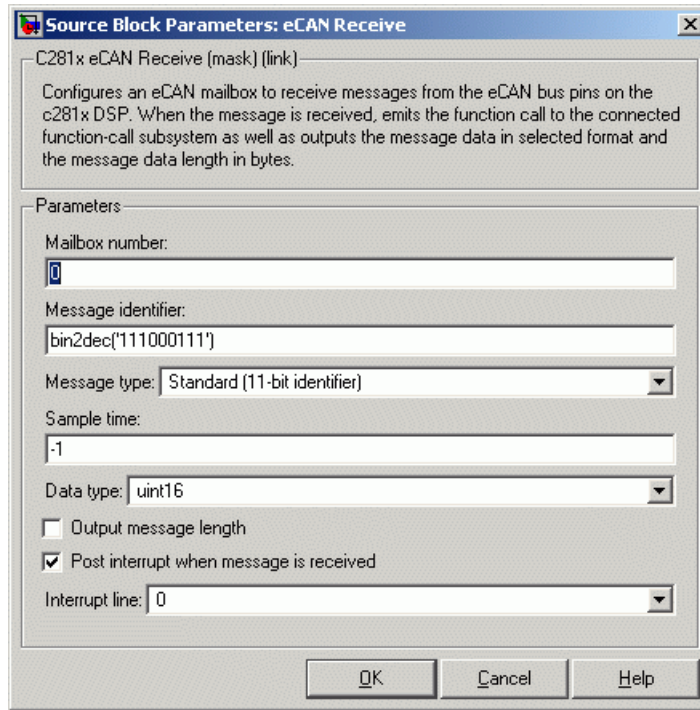 Source Block Parameters: eCAN Receive
C281x eCAN Receive (mask) (link)
Configures an eCAN mailbox to receive messages from the eCAN bus pins on the
c281x DSP. When the message is received, emits the function call to the connected
function-call subsystem as well as outputs the message data in selected format and
the message data length in bytes.
Parameters
Mailbox number:
0
Message identifier:
bin2dec('111000111')
Message type: Standard (11-bit identifier)
Sample time:
-1
Data type: uint16
Output message length
Post interrupt when message is received
Interrupt line: 0
OK Cancel Help